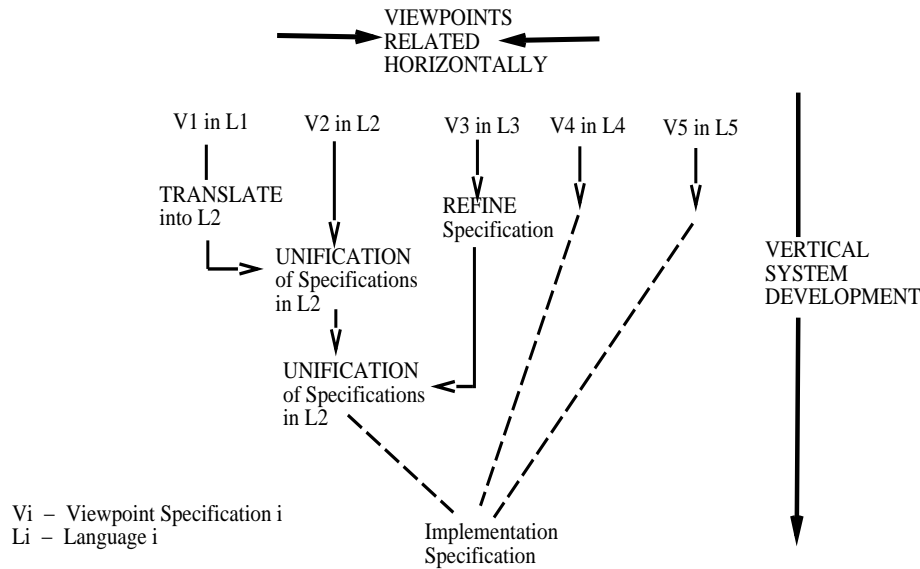 VIEWPOINTS
RELATED
HORIZONTALLY
V1 in L1
V2 in L2
V3 in L3
V4 in L4
V5 in L5
TRANSLATE
into L2
REFINE
Specification
UNIFICATION
of Specifications
in L2
VERTICAL
SYSTEM
DEVELOPMENT
UNIFICATION
of Specifications
in L2
Vi – Viewpoint Specification i
Li – Language i
Implementation
Specification